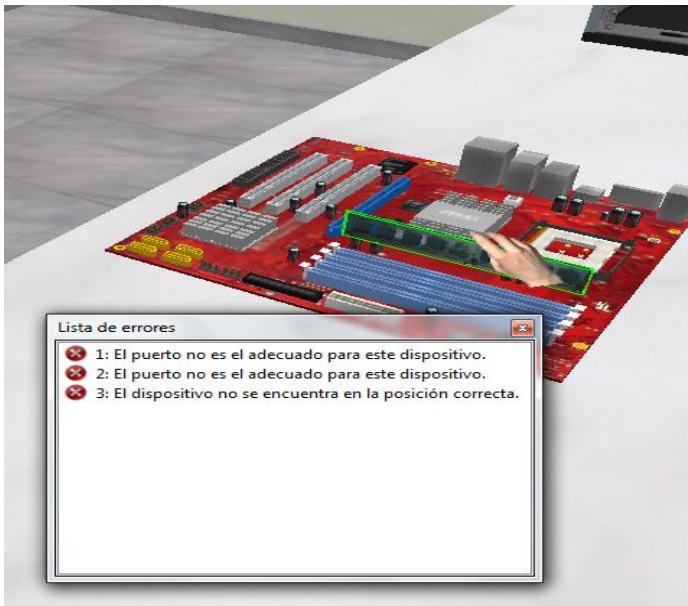 Lista de errores
1: El puerto no es el adecuado para este dispositivo.
2: El puerto no es el adecuado para este dispositivo.
3: El dispositivo no se encuentra en la posición correcta.